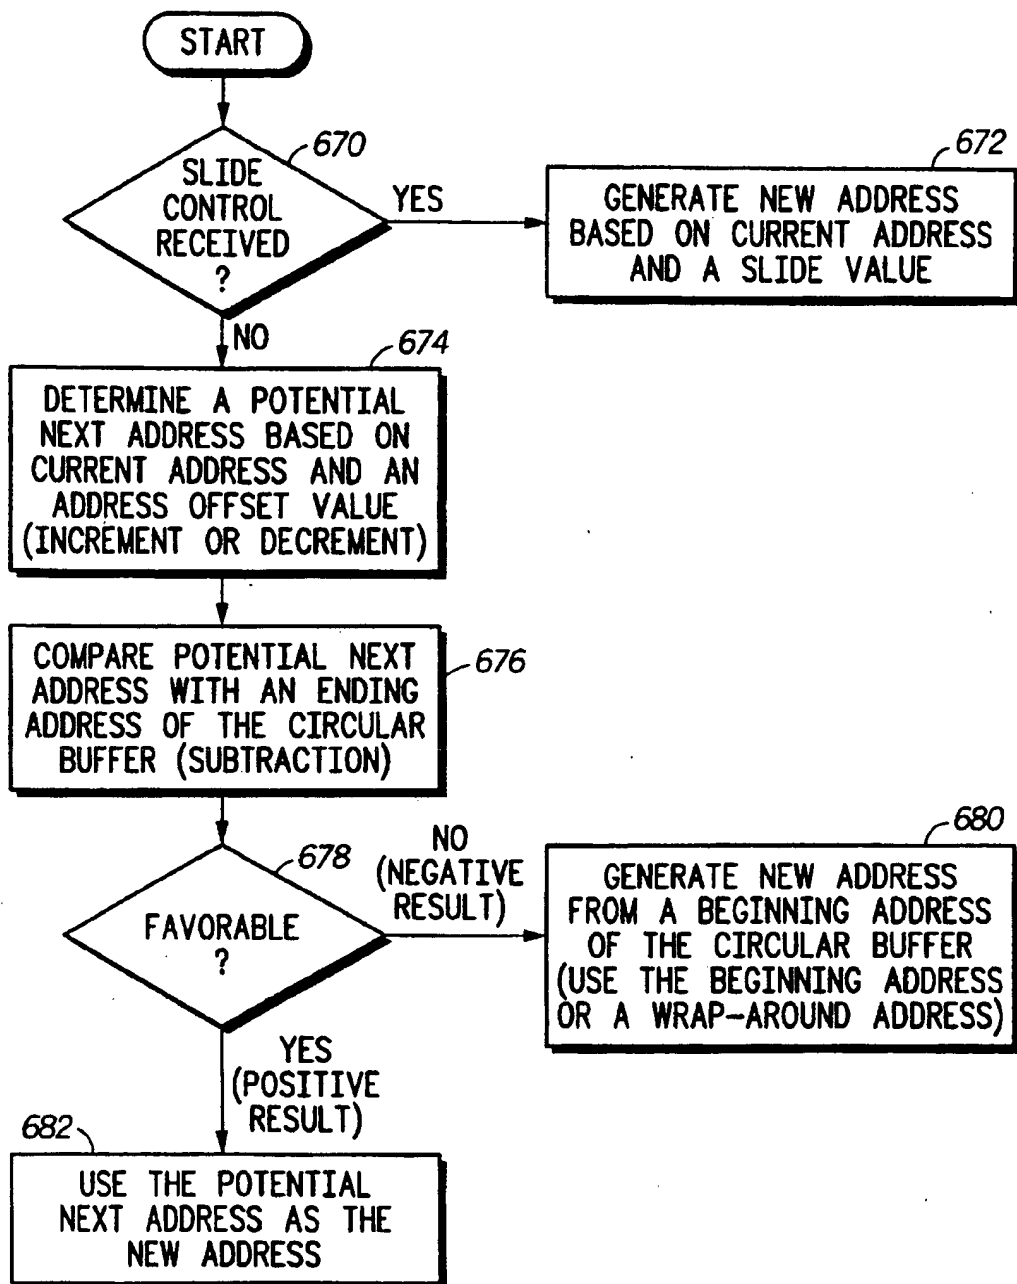 START
670
SLIDE
CONTROL
RECEIVED
?
YES
672
GENERATE NEW ADDRESS
BASED ON CURRENT ADDRESS
AND A SLIDE VALUE
NO
674
DETERMINE A POTENTIAL
NEXT ADDRESS BASED ON
CURRENT ADDRESS AND AN
ADDRESS OFFSET VALUE
(INCREMENT OR DECREMENT)
676
COMPARE POTENTIAL NEXT
ADDRESS WITH AN ENDING
ADDRESS OF THE CIRCULAR
BUFFER (SUBTRACTION)
678
FAVORABLE
?
NO
(NEGATIVE
RESULT)
680
GENERATE NEW ADDRESS
FROM A BEGINNING ADDRESS
OF THE CIRCULAR BUFFER
(USE THE BEGINNING ADDRESS
OR A WRAP-AROUND ADDRESS)
YES
(POSITIVE
RESULT)
682
USE THE POTENTIAL
NEXT ADDRESS AS THE
NEW ADDRESS